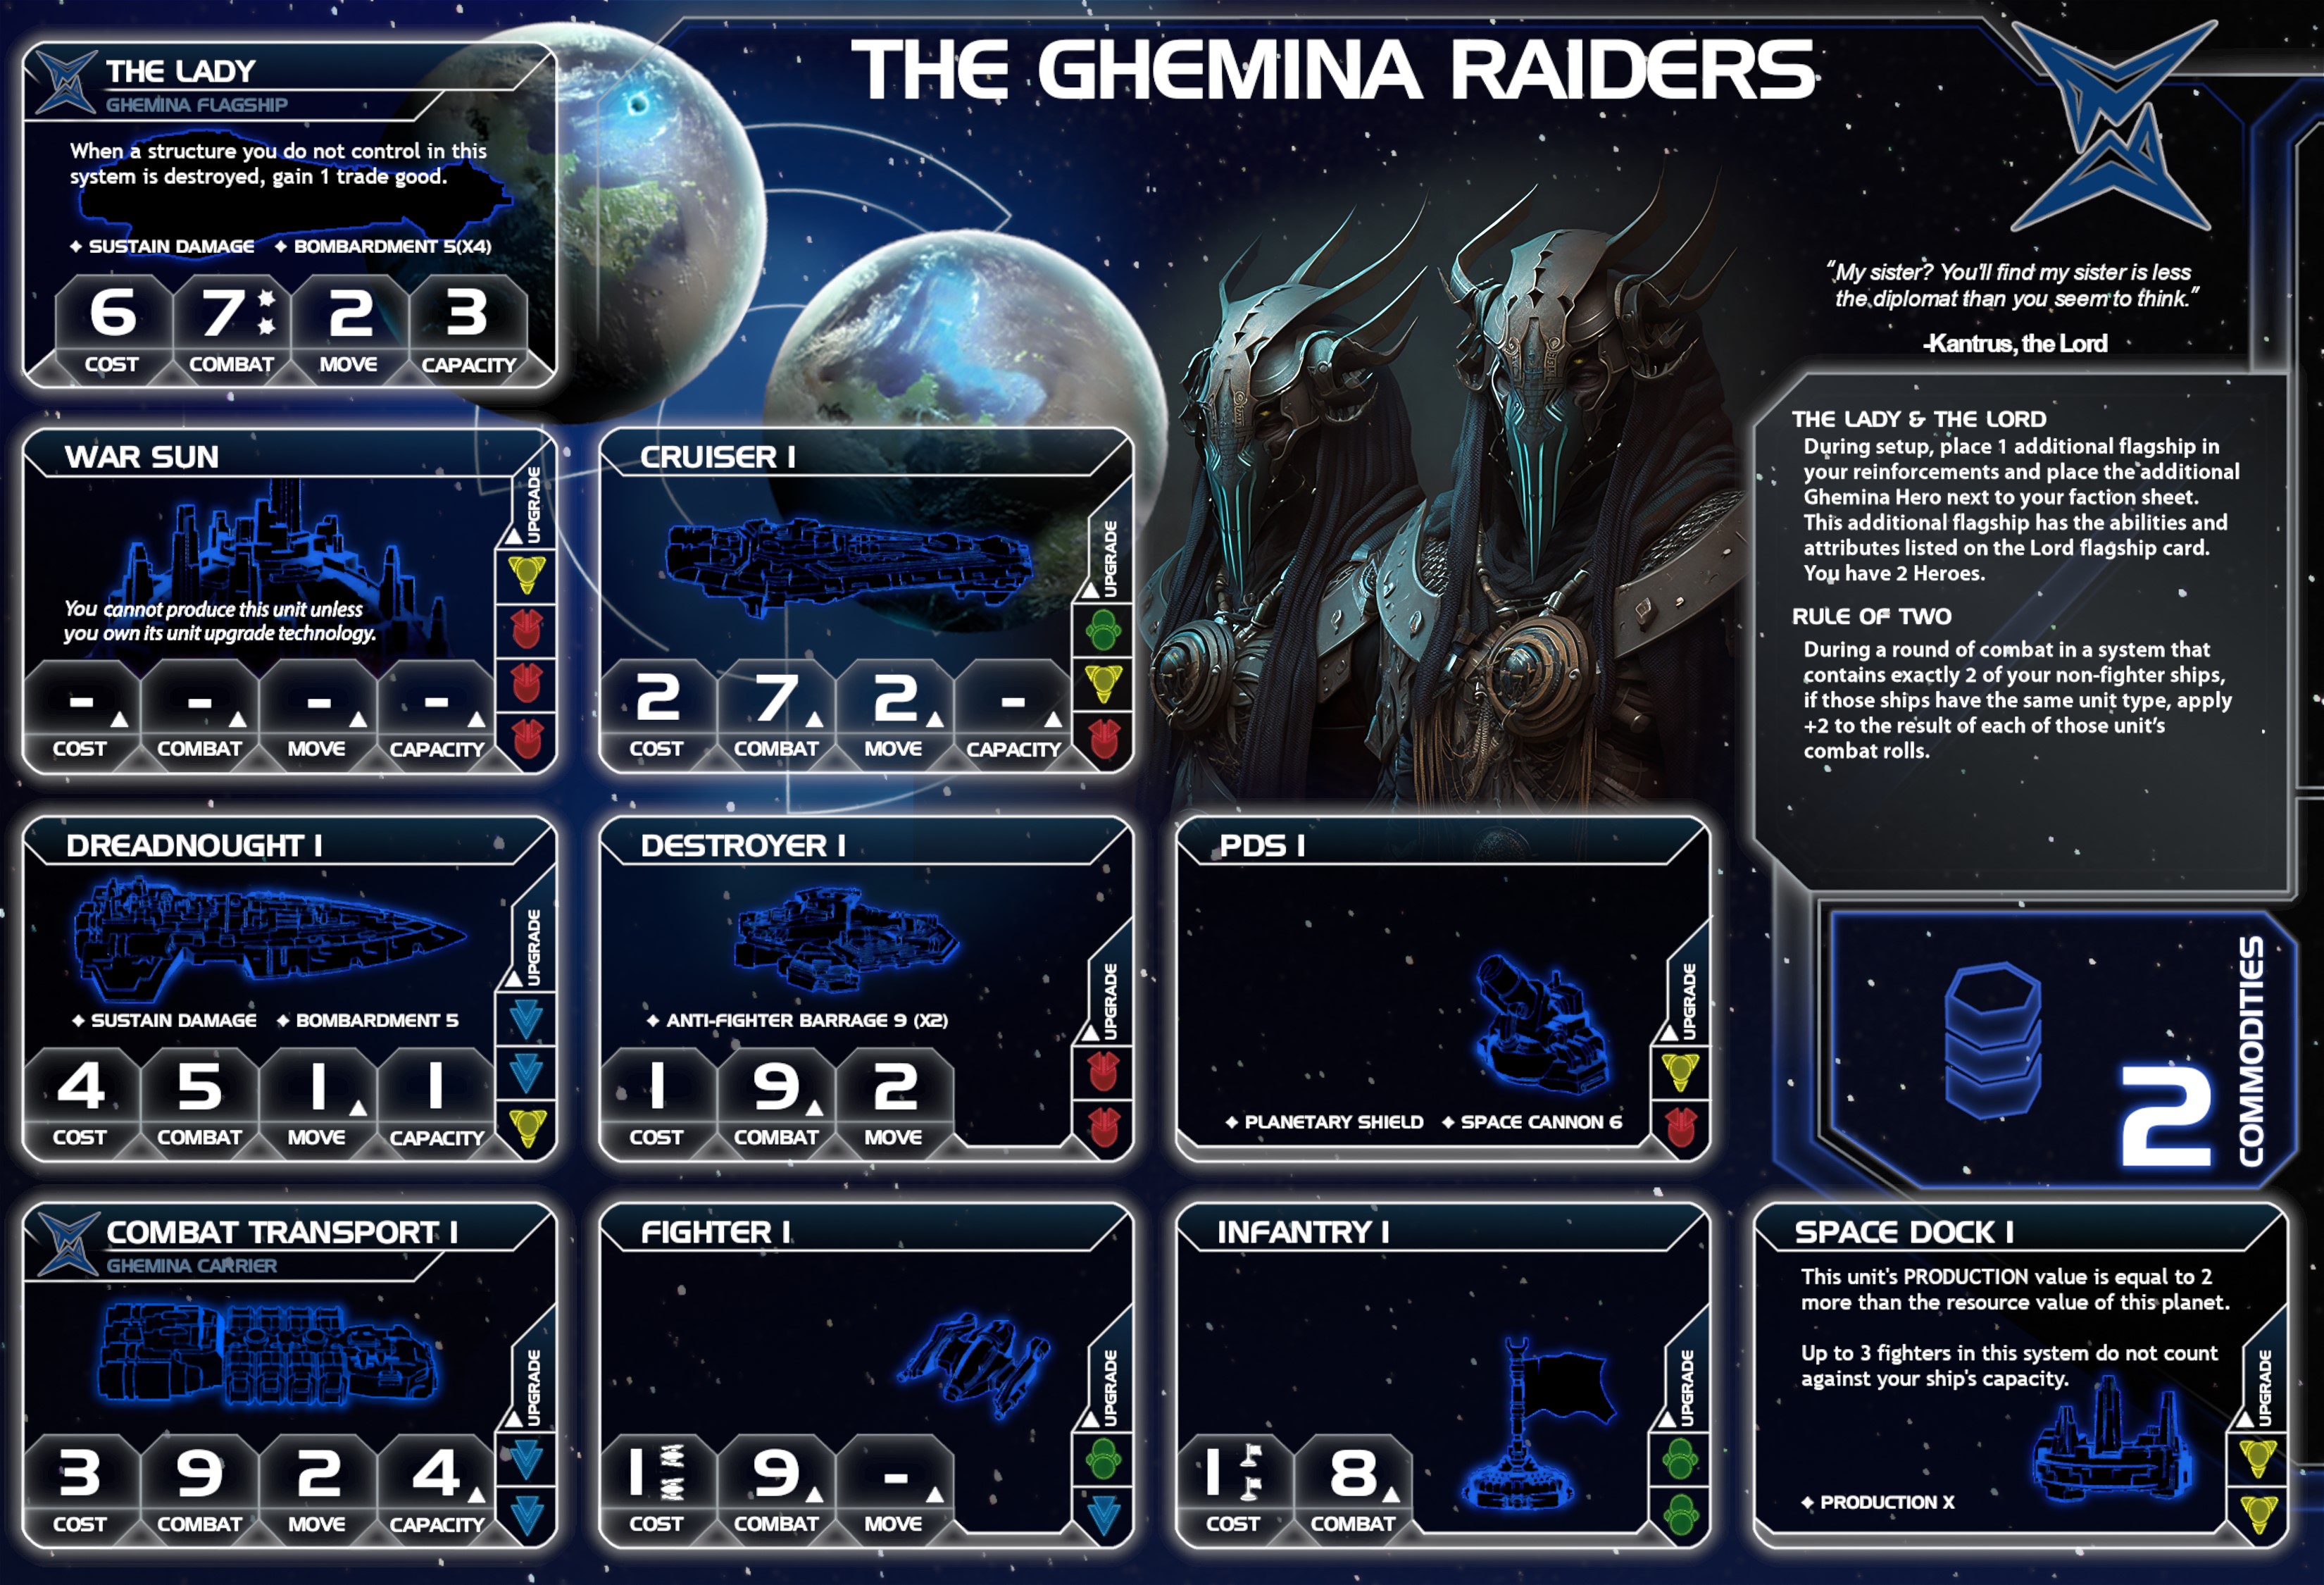 THE GHEMINA RAIDERS
THE LADY
GHEMINA FLAGSHIP
When a structure you do not control in this
system is destroyed, gain 1 trade good.
SUSTAIN DAMAGE BOMBARDMENT 5(X4)
6 7 2 3
COST COMBAT MOVE CAPACITY
"My sister? You'll find my sister is less
the diplomat than you seem to think."
-Kantrus, the Lord
THE LADY & THE LORD
During setup, place 1 additional flagship in
your reinforcements and place the additional
Ghemina Hero next to your faction sheet.
This additional flagship has the abilities and
attributes listed on the Lord flagship card.
You have 2 Heroes.
RULE OF TWO
During a round of combat in a system that
contains exactly 2 of your non-fighter ships,
if those ships have the same unit type, apply
+2 to the result of each of those unit's
combat rolls.
WAR SUN
UPGRADE
You cannot produce this unit unless
you own its unit upgrade technology.
- - - -
COST COMBAT MOVE CAPACITY
CRUISER I
UPGRADE
2 7 2 -
COST COMBAT MOVE CAPACITY
DREADNOUGHT I
UPGRADE
SUSTAIN DAMAGE BOMBARDMENT 5
4 5 1 1
COST COMBAT MOVE CAPACITY
DESTROYER I
UPGRADE
ANTI-FIGHTER BARRAGE 9 (X2)
1 9 2
COST COMBAT MOVE
PDS I
UPGRADE
PLANETARY SHIELD SPACE CANNON 6
2
COMMODITIES
COMBAT TRANSPORT I
GHEMINA CARRIER
UPGRADE
3 9 2 4
COST COMBAT MOVE CAPACITY
FIGHTER I
UPGRADE
1 9 -
COST COMBAT MOVE
INFANTRY I
UPGRADE
1 8
COST COMBAT
SPACE DOCK I
This unit's PRODUCTION value is equal to 2
more than the resource value of this planet.
Up to 3 fighters in this system do not count
against your ship's capacity.
UPGRADE
PRODUCTION X